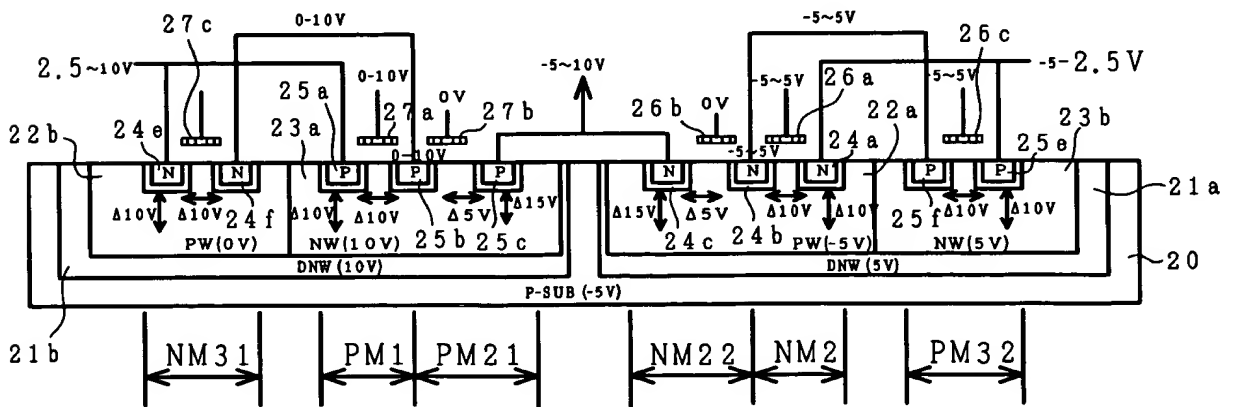 27c
0-10V
-5~5V
26c
2.5~10V
25a
0-10V
27a
0V
27b
-5~10V
26b
0V
-5~5V
26a
22a
-5~5V
-5-2.5V
22b
24e
23a
0-10V
-5~5V
24a
23b
25e
N
N
P
P
P
N
N
N
P
P
21a
Δ10V
Δ10V
24f
Δ10V
Δ10V
25b
Δ5V
25c
Δ15V
Δ15V
24c
Δ5V
24b
Δ10V
Δ10V
25f
Δ10V
Δ10V
PW(0V)
NW(10V)
PW(-5V)
NW(5V)
20
DNW(10V)
DNW(5V)
P-SUB(-5V)
21b
NM31
PM1
PM21
NM22
NM2
PM32